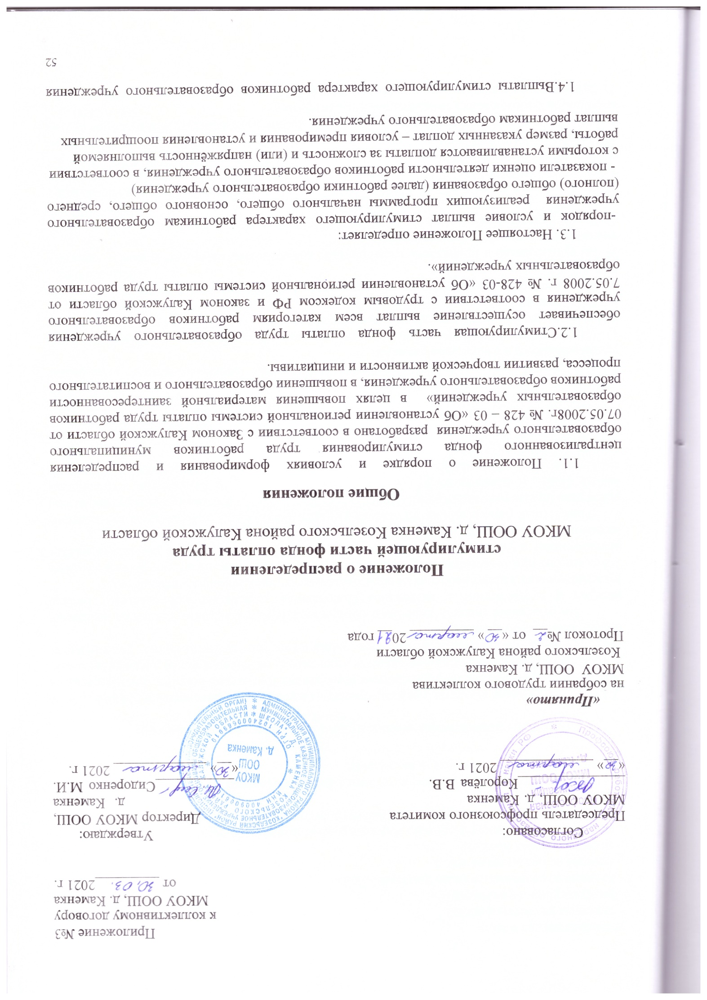 Приложение №3
к коллективному договору
МКОУ ООШ, д. Каменка
от 30.03. 2021 г.
Согласовано:
Председатель профсоюзного комитета
МКОУ ООШ, д. Каменка
Королёва В.В.
«30» марта 2021 г.
Утверждаю:
Директор МКОУ ООШ,
д. Каменка
Сидоренко М.И.
«30» марта 2021 г.
МКОУ
ООШ
д. Каменка
«Принято»
на собрании трудового коллектива
МКОУ ООШ, д. Каменка
Козельского района Калужской области
Протокол №2 от «30» марта 2021 года
Положение о распределении
стимулирующей части фонда оплаты труда
МКОУ ООШ, д. Каменка Козельского района Калужской области
Общие положения
1.1. Положение о порядке и условиях формирования и распределения
централизованного фонда стимулирования труда работников муниципального
образовательного учреждения разработано в соответствии с Законом Калужской области от
07.05.2008г. № 428 – 03 «Об установлении региональной системы оплаты труда работников
образовательных учреждений» в целях повышения материальной заинтересованности
работников образовательного учреждения, в повышении образовательного и воспитательного
процесса, развитии творческой активности и инициативы.
1.2.Стимулирующая часть фонда оплаты труда образовательного учреждения
обеспечивает осуществление выплат всем категориям работников образовательного
учреждения в соответствии с трудовым кодексом РФ и законом Калужской области от
7.05.2008 г. № 428-03 «Об установлении региональной системы оплаты труда работников
образовательных учреждений».
1.3. Настоящее Положение определяет:
-порядок и условие выплат стимулирующего характера работникам образовательного
учреждения реализующих программы начального общего, основного общего, среднего
(полного) общего образования (далее работники образовательного учреждения)
- показатели оценки деятельности работников образовательного учреждения, в соответствии
с которыми устанавливаются доплаты за сложность и (или) напряжённость выполняемой
работы, размер указанных доплат – условия премирования и установления поощрительных
выплат работникам образовательного учреждения.
1.4.Выплаты стимулирующего характера работников образовательного учреждения
52